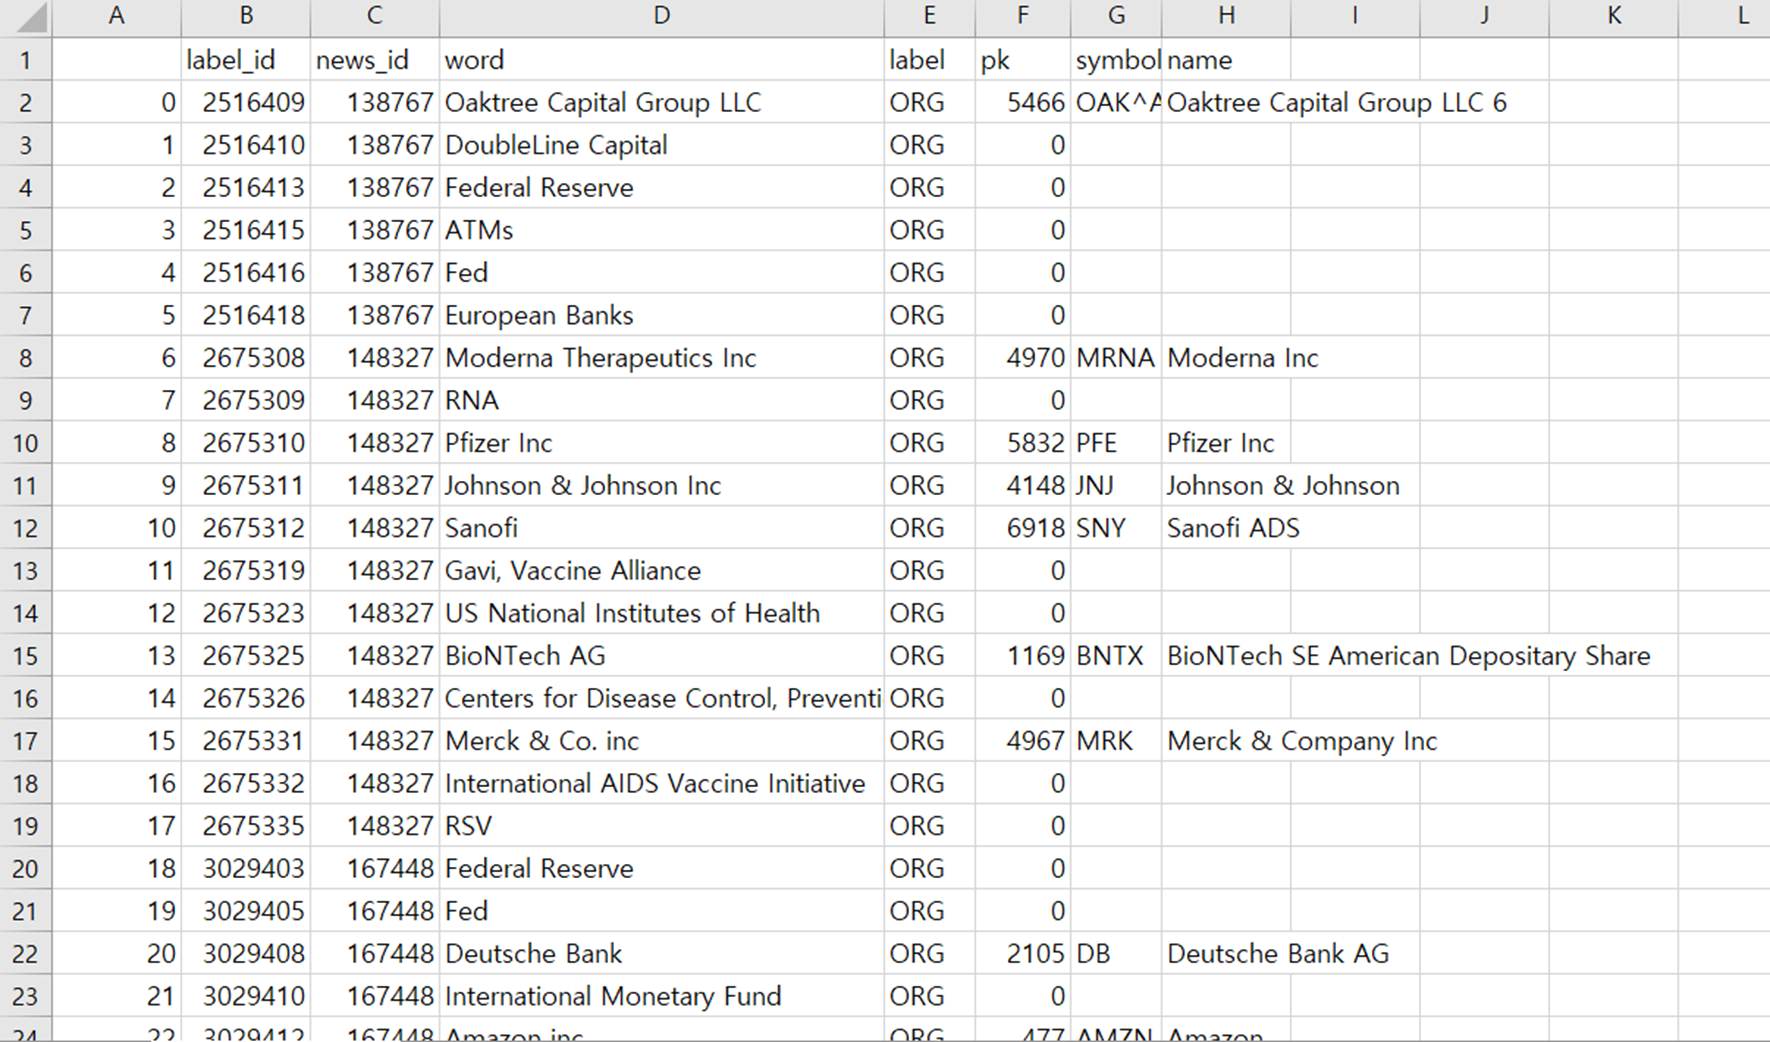 A B C D E F G H I J K L
1 label_id news_id word label pk symbol name
2 0 2516409 138767 Oaktree Capital Group LLC ORG 5466 OAK^A Oaktree Capital Group LLC 6
3 1 2516410 138767 DoubleLine Capital ORG 0
4 2 2516413 138767 Federal Reserve ORG 0
5 3 2516415 138767 ATMs ORG 0
6 4 2516416 138767 Fed ORG 0
7 5 2516418 138767 European Banks ORG 0
8 6 2675308 148327 Moderna Therapeutics Inc ORG 4970 MRNA Moderna Inc
9 7 2675309 148327 RNA ORG 0
10 8 2675310 148327 Pfizer Inc ORG 5832 PFE Pfizer Inc
11 9 2675311 148327 Johnson & Johnson Inc ORG 4148 JNJ Johnson & Johnson
12 10 2675312 148327 Sanofi ORG 6918 SNY Sanofi ADS
13 11 2675319 148327 Gavi, Vaccine Alliance ORG 0
14 12 2675323 148327 US National Institutes of Health ORG 0
15 13 2675325 148327 BioNTech AG ORG 1169 BNTX BioNTech SE American Depositary Share
16 14 2675326 148327 Centers for Disease Control, Preventi ORG 0
17 15 2675331 148327 Merck & Co. inc ORG 4967 MRK Merck & Company Inc
18 16 2675332 148327 International AIDS Vaccine Initiative ORG 0
19 17 2675335 148327 RSV ORG 0
20 18 3029403 167448 Federal Reserve ORG 0
21 19 3029405 167448 Fed ORG 0
22 20 3029408 167448 Deutsche Bank ORG 2105 DB Deutsche Bank AG
23 21 3029410 167448 International Monetary Fund ORG 0
24 22 3029412 167448 Amazon inc ORG 477 AMZN Amazon